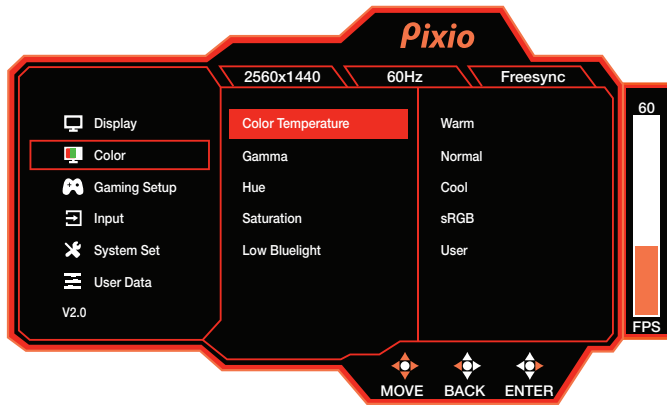 Pixio
2560x1440 60Hz Freesync
60
Display
Color
Gaming Setup
Input
System Set
User Data
V2.0
Color Temperature
Gamma
Hue
Saturation
Low Bluelight
Warm
Normal
Cool
sRGB
User
FPS
MOVE BACK ENTER